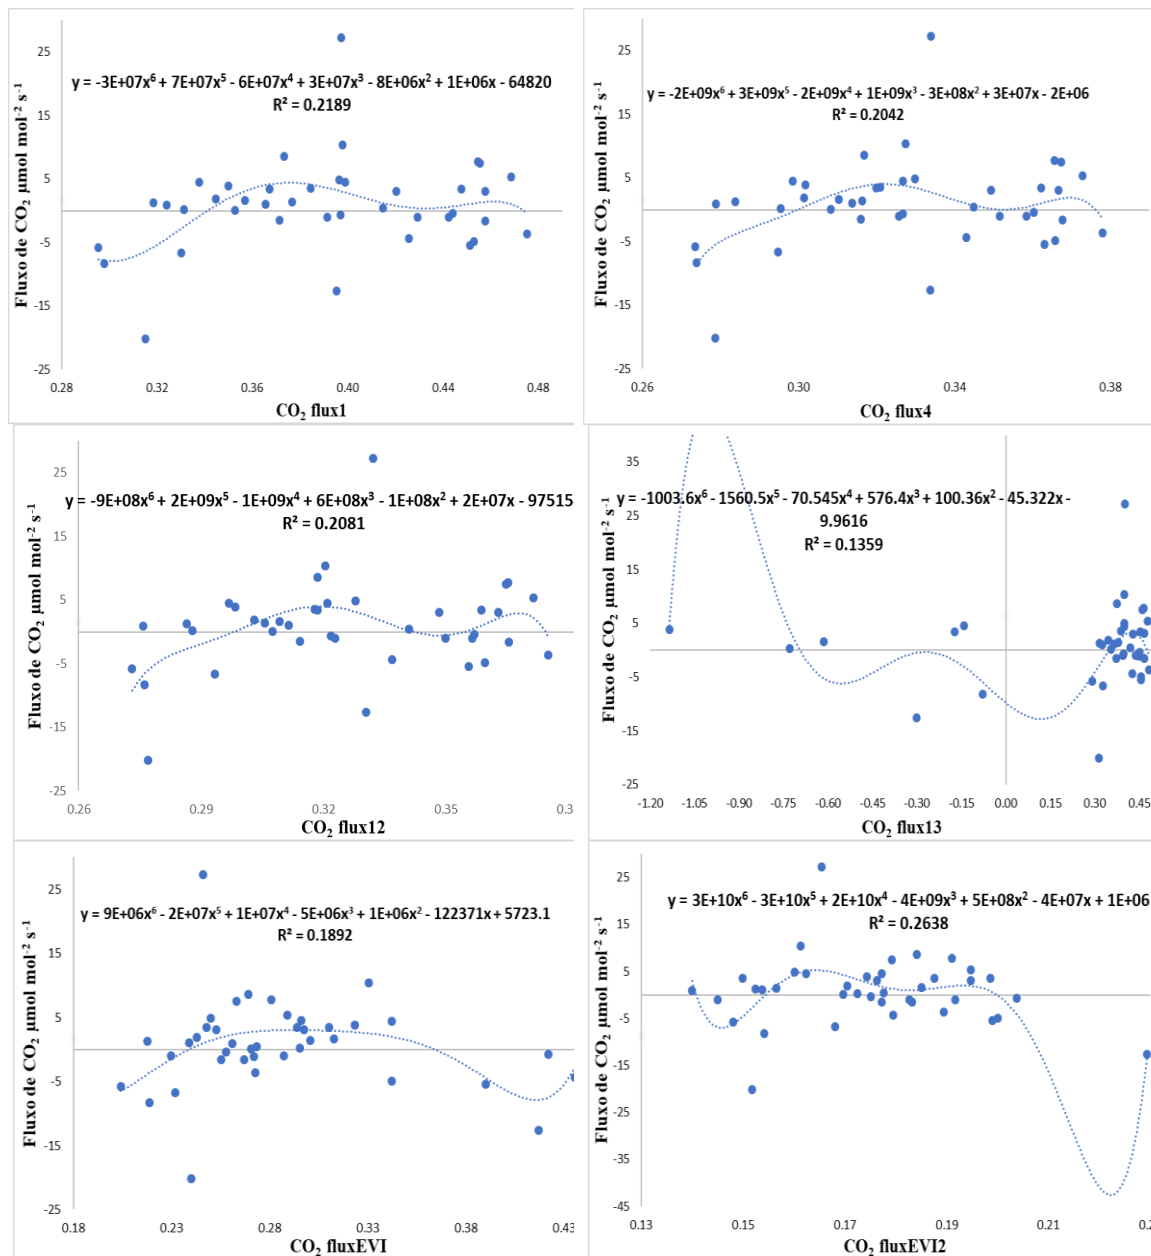 25
15
5
-5
-15
-25
Fluxo de CO₂ µmol mol⁻² s⁻¹
y = -3E+07x⁶ + 7E+07x⁵ - 6E+07x⁴ + 3E+07x³ - 8E+06x² + 1E+06x - 64820
R² = 0.2189
0.28 0.32 0.36 0.40 0.44 0.48
CO₂ flux1
25
15
5
-5
-15
-25
Fluxo de CO₂ µmol mol⁻² s⁻¹
y = -2E+09x⁶ + 3E+09x⁵ - 2E+09x⁴ + 1E+09x³ - 3E+08x² + 3E+07x - 2E+06
R² = 0.2042
0.26 0.30 0.34 0.38
CO₂ flux4
25
15
5
-5
-15
-25
Fluxo de CO₂ µmol mol⁻² s⁻¹
y = -9E+08x⁶ + 2E+09x⁵ - 1E+09x⁴ + 6E+08x³ - 1E+08x² + 2E+07x - 97515
R² = 0.2081
0.26 0.29 0.32 0.35 0.3
CO₂ flux12
35
25
15
5
-5
-15
-25
Fluxo de CO₂ µmol mol⁻² s⁻¹
y = -1003.6x⁶ - 1560.5x⁵ - 70.545x⁴ + 576.4x³ + 100.36x² - 45.322x -
9.9616
R² = 0.1359
-1.20 -0.90 -0.75 -0.60 -0.45 -0.30 -0.15 0.00 0.15 0.30 0.45
CO₂ flux13
25
15
5
-5
-15
-25
Fluxo de CO₂ µmol mol⁻² s⁻¹
y = 9E+06x⁶ - 2E+07x⁵ + 1E+07x⁴ - 5E+06x³ + 1E+06x² - 122371x + 5723.1
R² = 0.1892
0.18 0.23 0.28 0.33 0.38 0.43
CO₂ fluxEVI
25
15
5
-5
-15
-25
-35
-45
Fluxo de CO₂ µmol mol⁻² s⁻¹
y = 3E+10x⁶ - 3E+10x⁵ + 2E+10x⁴ - 4E+09x³ + 5E+08x² - 4E+07x + 1E+06
R² = 0.2638
0.13 0.15 0.17 0.19 0.21 0.2
CO₂ fluxEVI2